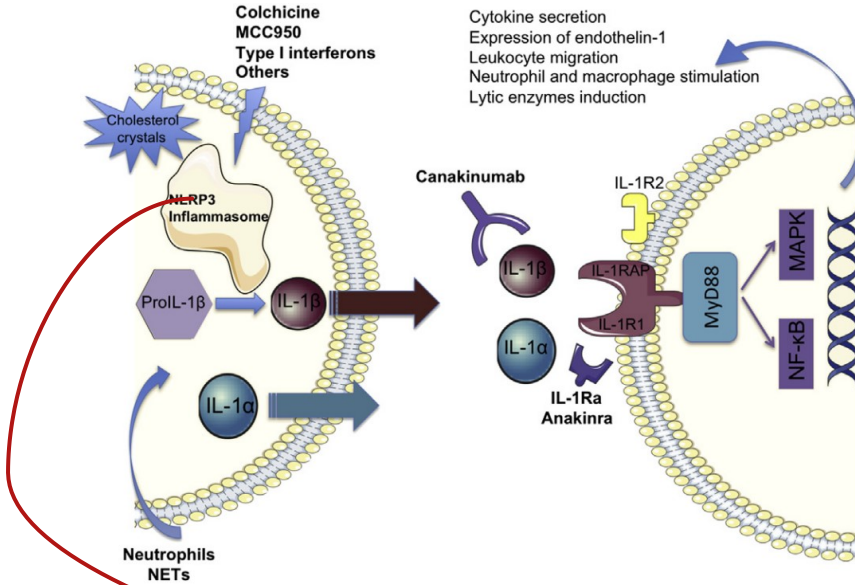 Colchicine
MCC950
Type I interferons
Others
Cholesterol
crystals
NLRP3
Inflammasome
ProIL-1β
IL-1β
IL-1α
Neutrophils
NETs
Cytokine secretion
Expression of endothelin-1
Leukocyte migration
Neutrophil and macrophage stimulation
Lytic enzymes induction
Canakinumab
IL-1R2
IL-1β
IL-1RAP
IL-1α
IL-1R1
IL-1Ra
Anakinra
MyD88
MAPK
NF-κB